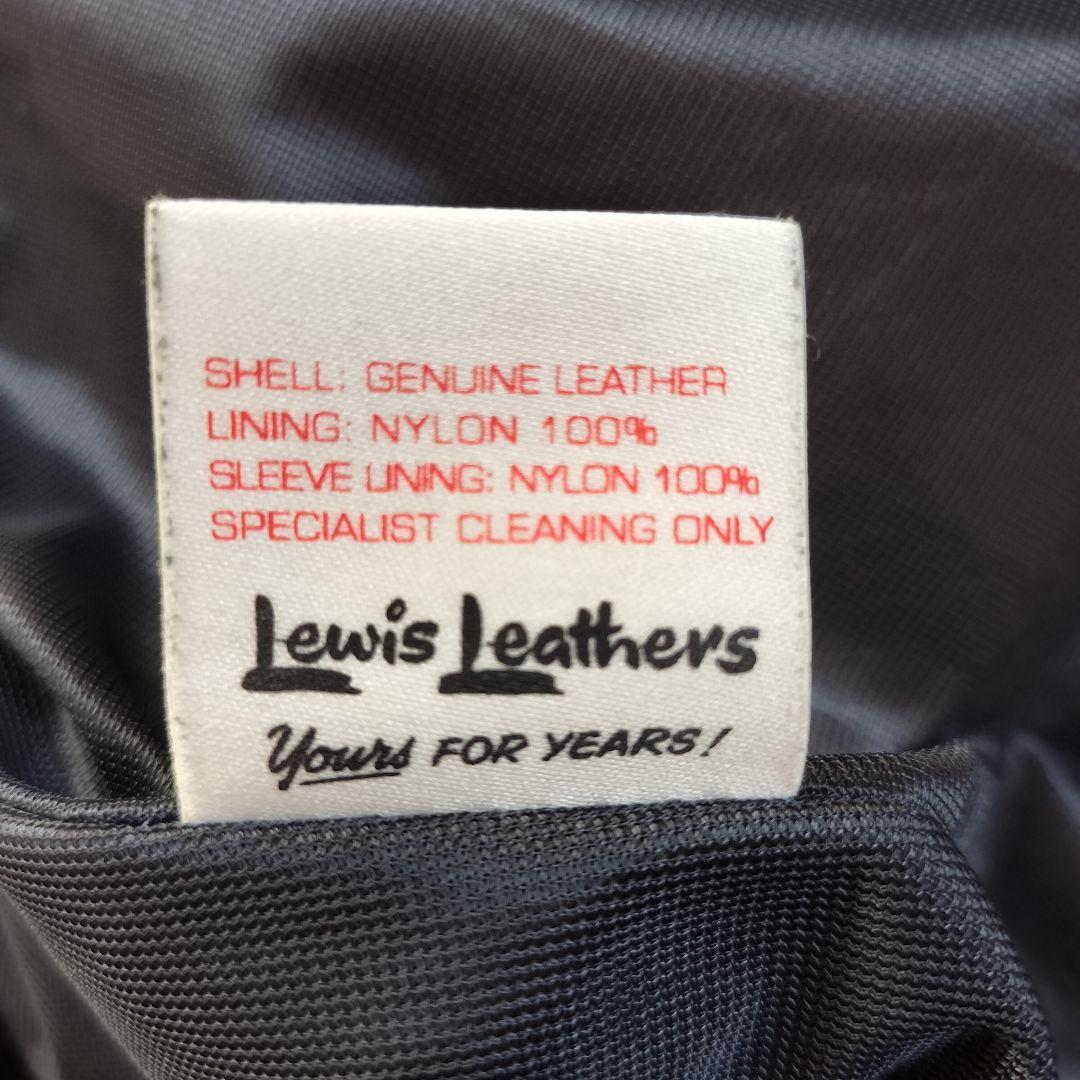 SHELL: GENUINE LEATHER
LINING: NYLON 100%
SLEEVE LINING: NYLON 100%
SPECIALIST CLEANING ONLY
Lewis Leathers
Yours FOR YEARS!